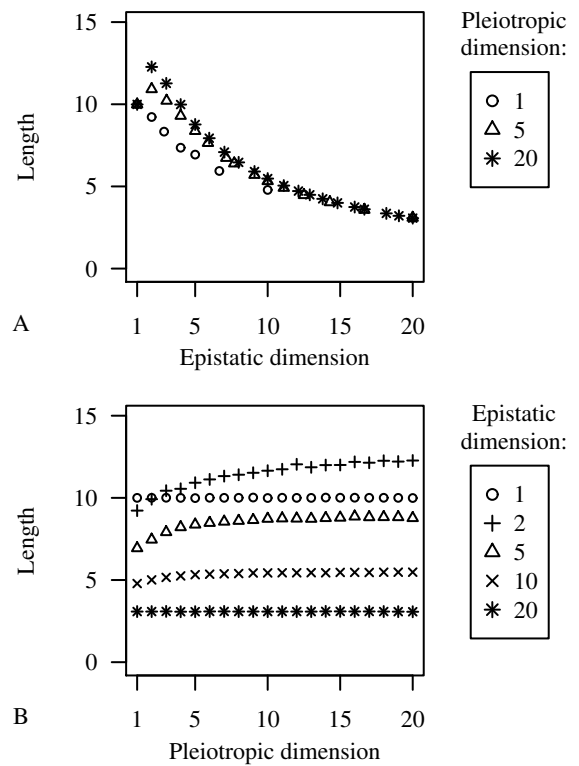 15
10
5
0
Length
1 5 10 15 20
Epistatic dimension
A
Pleiotropic
dimension:
1
5
20
15
10
5
0
Length
1 5 10 15 20
Pleiotropic dimension
B
Epistatic
dimension:
1
2
5
10
20